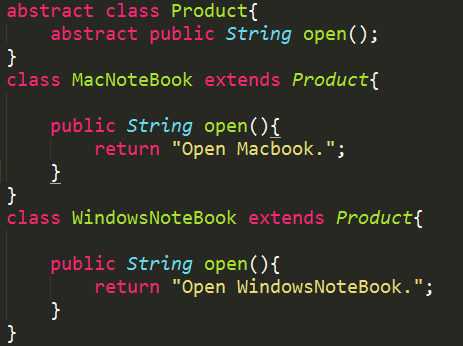 abstract class Product{
    abstract public String open();
}
class MacNoteBook extends Product{
    public String open(){
        return "Open Macbook.";
    }
}
class WindowsNoteBook extends Product{
    public String open(){
        return "Open WindowsNoteBook.";
    }
}